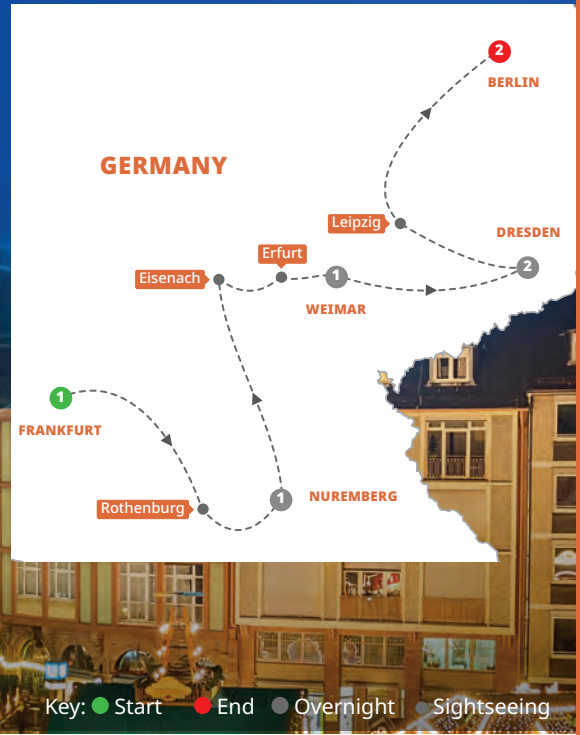 2
BERLIN
GERMANY
Leipzig
DRESDEN
2
Erfurt
Eisenach
1
WEIMAR
1
FRANKFURT
1
NUREMBERG
Rothenburg
Key: Start End Overnight Sightseeing